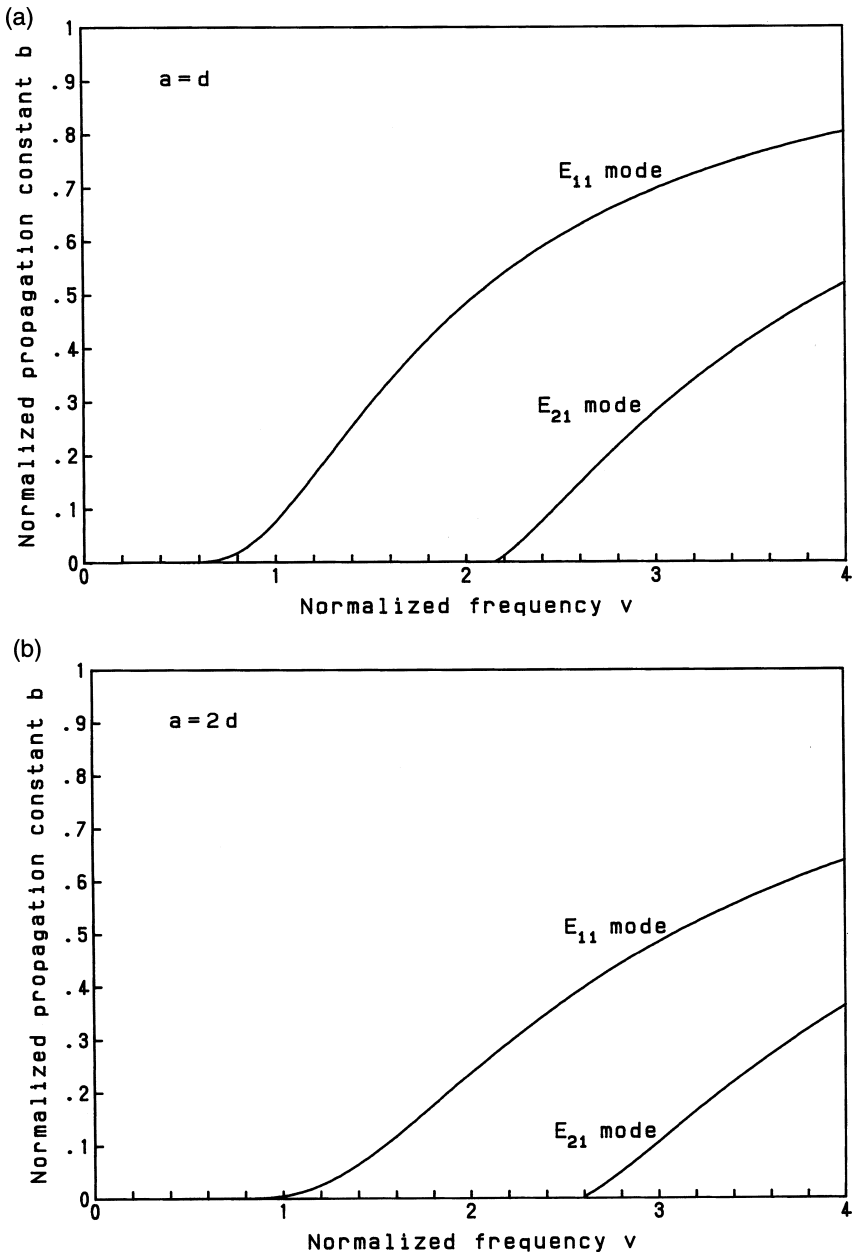 (a)
Normalized propagation constant b
1
.9
.8
.7
.6
.5
.4
.3
.2
.1
0
a=d
E11 mode
E21 mode
0 1 2 3 4
Normalized frequency v
(b)
Normalized propagation constant b
1
.9
.8
.7
.6
.5
.4
.3
.2
.1
0
a=2d
E11 mode
E21 mode
0 1 2 3 4
Normalized frequency v